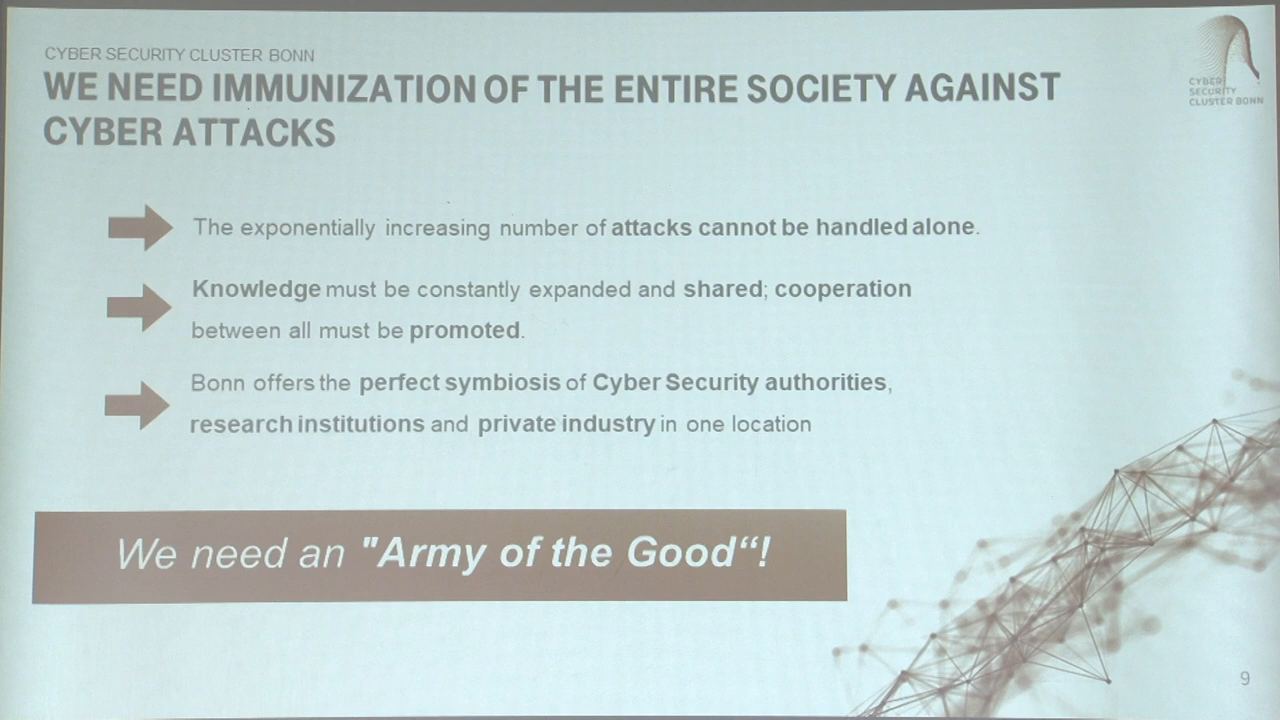 CYBER SECURITY CLUSTER BONN
WE NEED IMMUNIZATION OF THE ENTIRE SOCIETY AGAINST
CYBER ATTACKS
CYBER
SECURITY
CLUSTER BONN
The exponentially increasing number of attacks cannot be handled alone.
Knowledge must be constantly expanded and shared; cooperation
between all must be promoted.
Bonn offers the perfect symbiosis of Cyber Security authorities,
research institutions and private industry in one location
We need an "Army of the Good“!
9